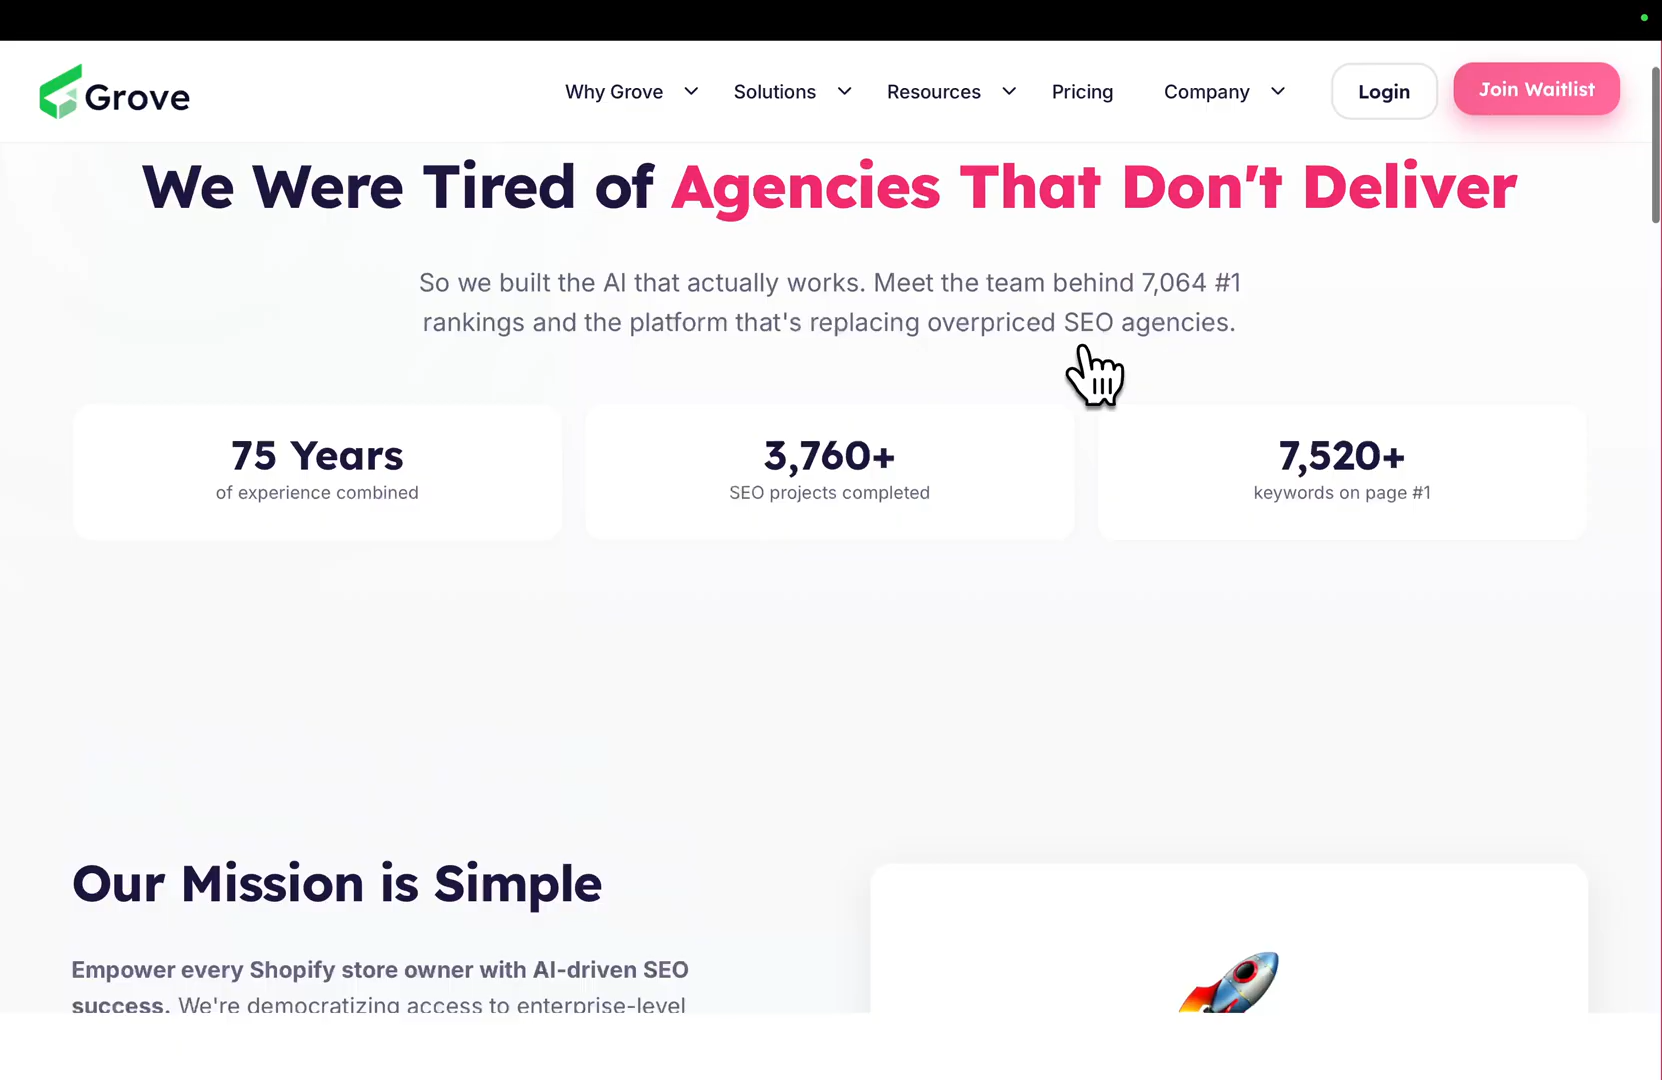 Grove
Why Grove
Solutions
Resources
Pricing
Company
Login
Join Waitlist
We Were Tired of Agencies That Don't Deliver
So we built the AI that actually works. Meet the team behind 7,064 #1
rankings and the platform that's replacing overpriced SEO agencies.
75 Years
of experience combined
3,760+
SEO projects completed
7,520+
keywords on page #1
Our Mission is Simple
Empower every Shopify store owner with AI-driven SEO
success. We're democratizing access to enterprise-level